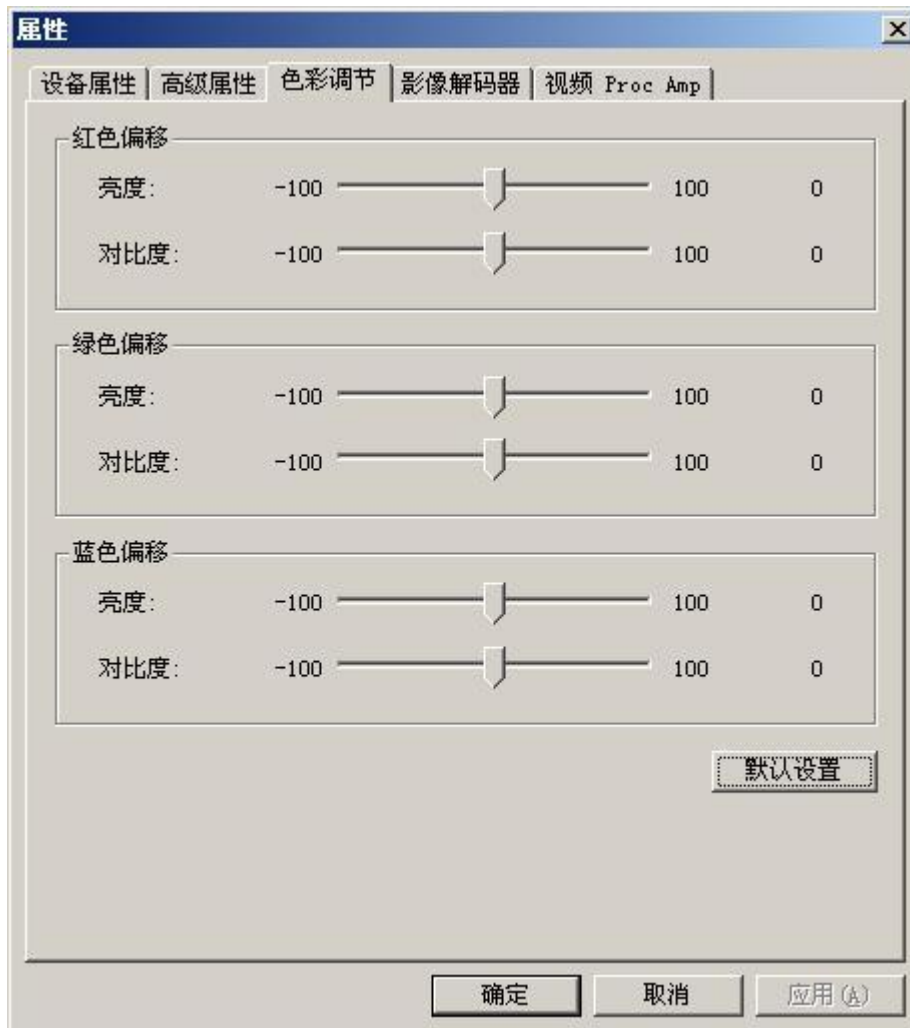 属性
设备属性 高级属性 色彩调节 影像解码器 视频 Proc Amp
红色偏移
亮度: -100 100 0
对比度: -100 100 0
绿色偏移
亮度: -100 100 0
对比度: -100 100 0
蓝色偏移
亮度: -100 100 0
对比度: -100 100 0
默认设置
确定 取消 应用(A)